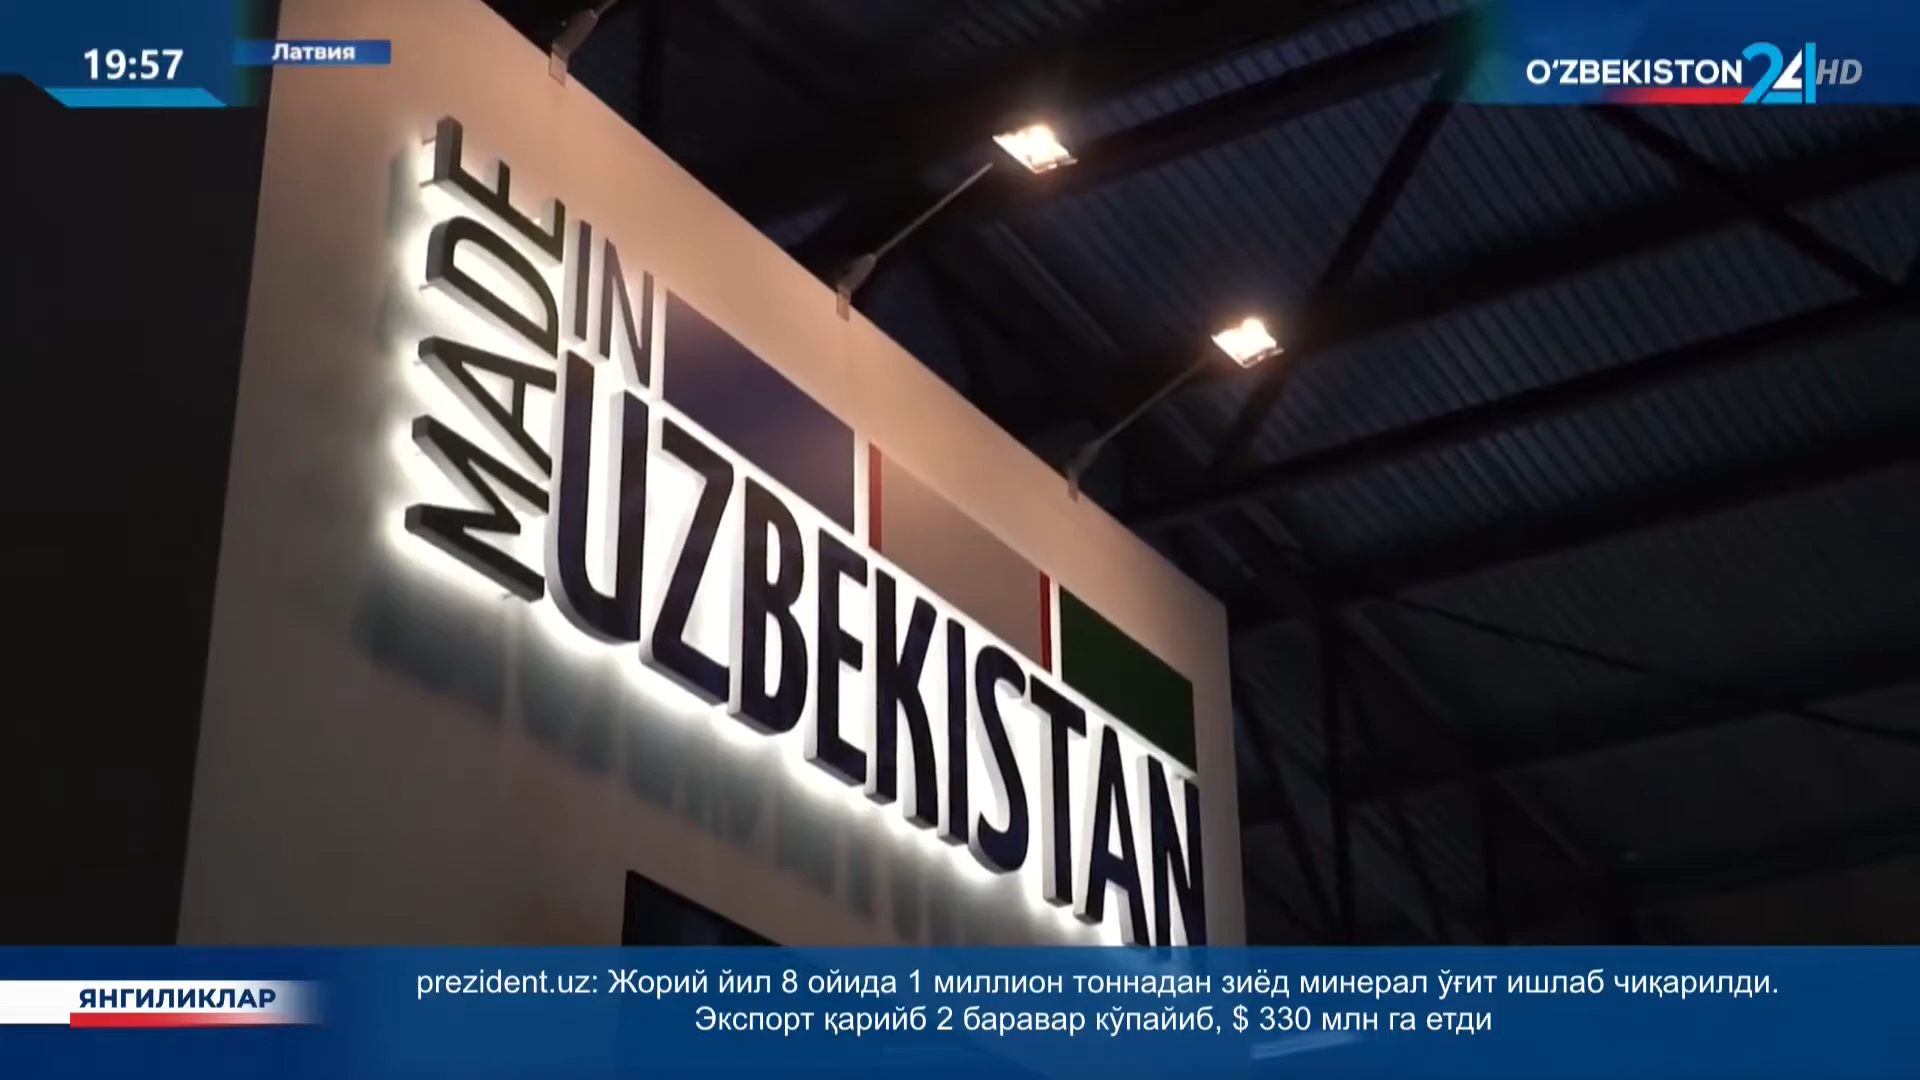 19:57
Латвия
O‘ZBEKISTON 24 HD
MADE
IN
UZBEKISTAN
ЯНГИЛИКЛАР
prezident.uz: Жорий йил 8 ойида 1 миллион тоннадан зиёд минерал ўғит ишлаб чиқарилди.
Экспорт қарийб 2 баравар кўпайиб, $ 330 млн га етди